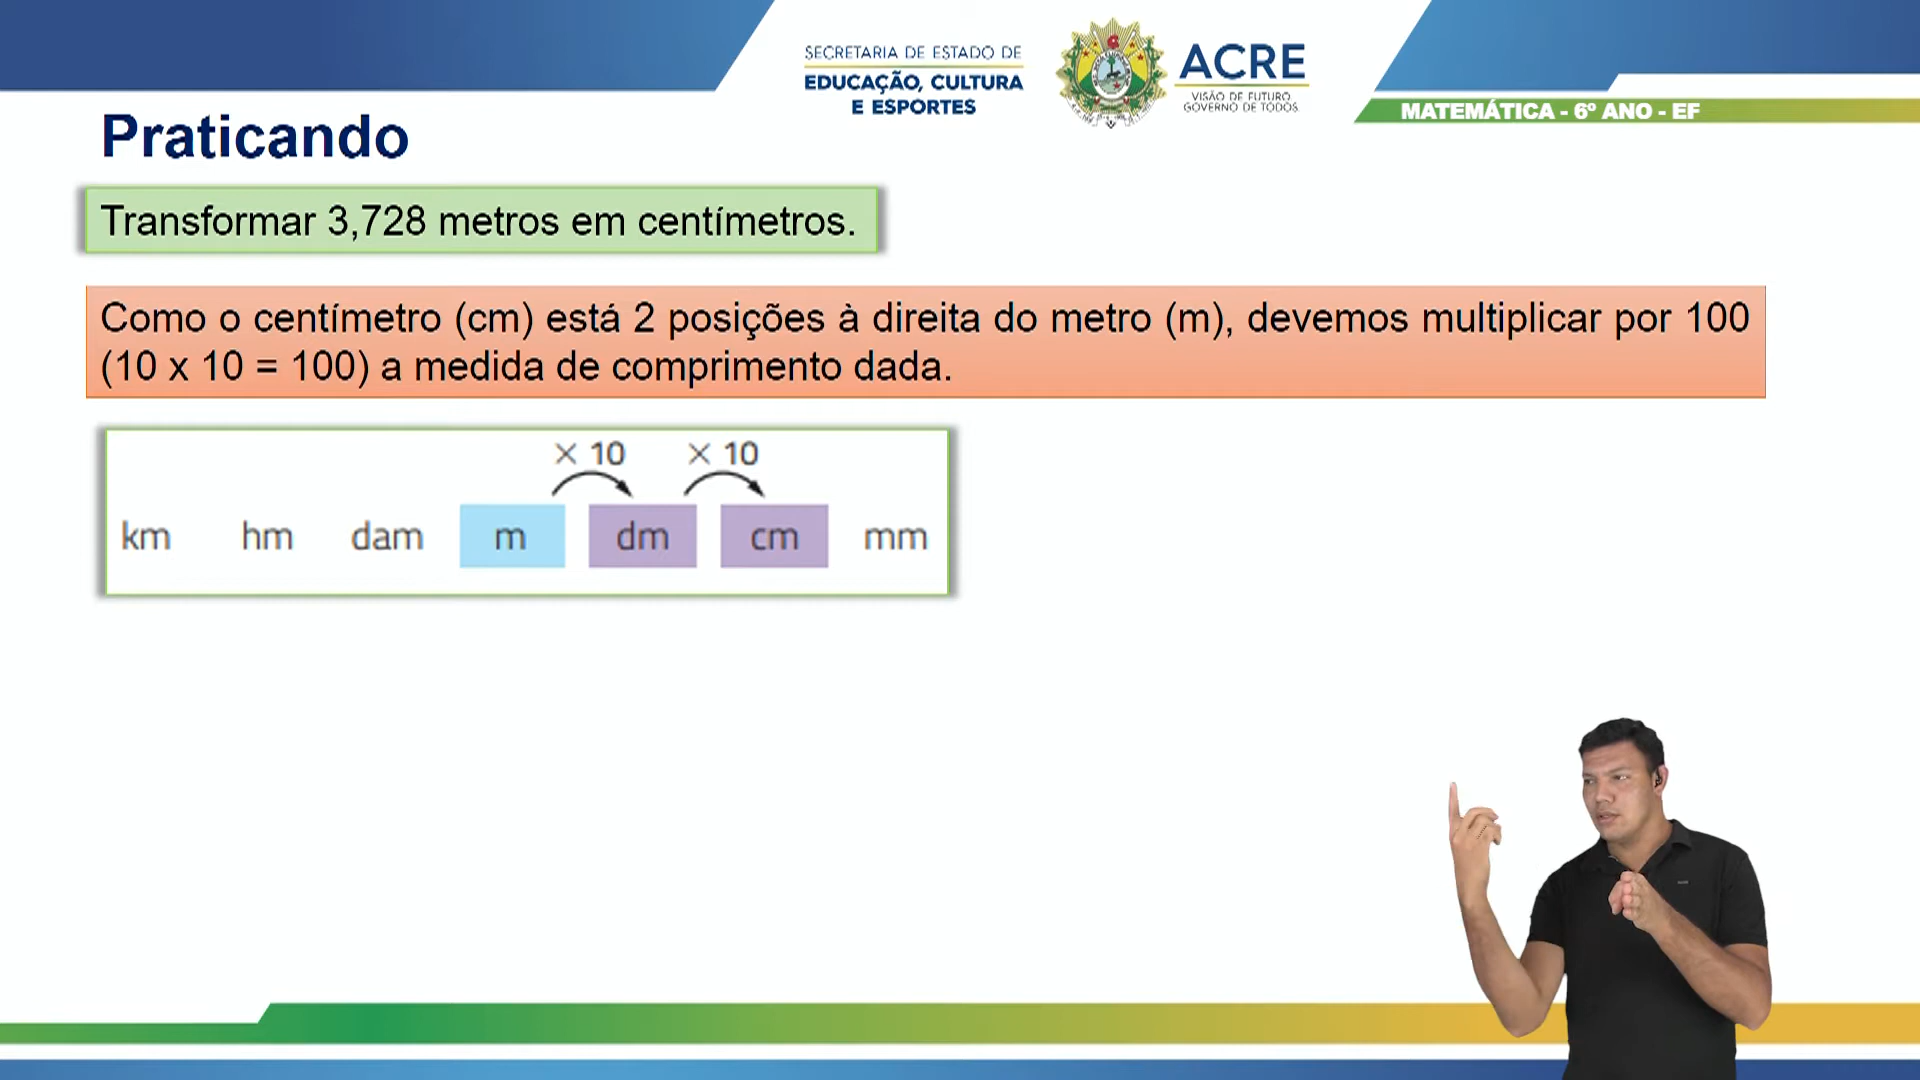 SECRETARIA DE ESTADO DE
EDUCAÇÃO, CULTURA
E ESPORTES
ACRE
VISÃO DE FUTURO
GOVERNO DE TODOS
MATEMÁTICA - 6º ANO - EF
Praticando
Transformar 3,728 metros em centímetros.
Como o centímetro (cm) está 2 posições à direita do metro (m), devemos multiplicar por 100
(10 x 10 = 100) a medida de comprimento dada.
× 10 × 10
km hm dam m dm cm mm